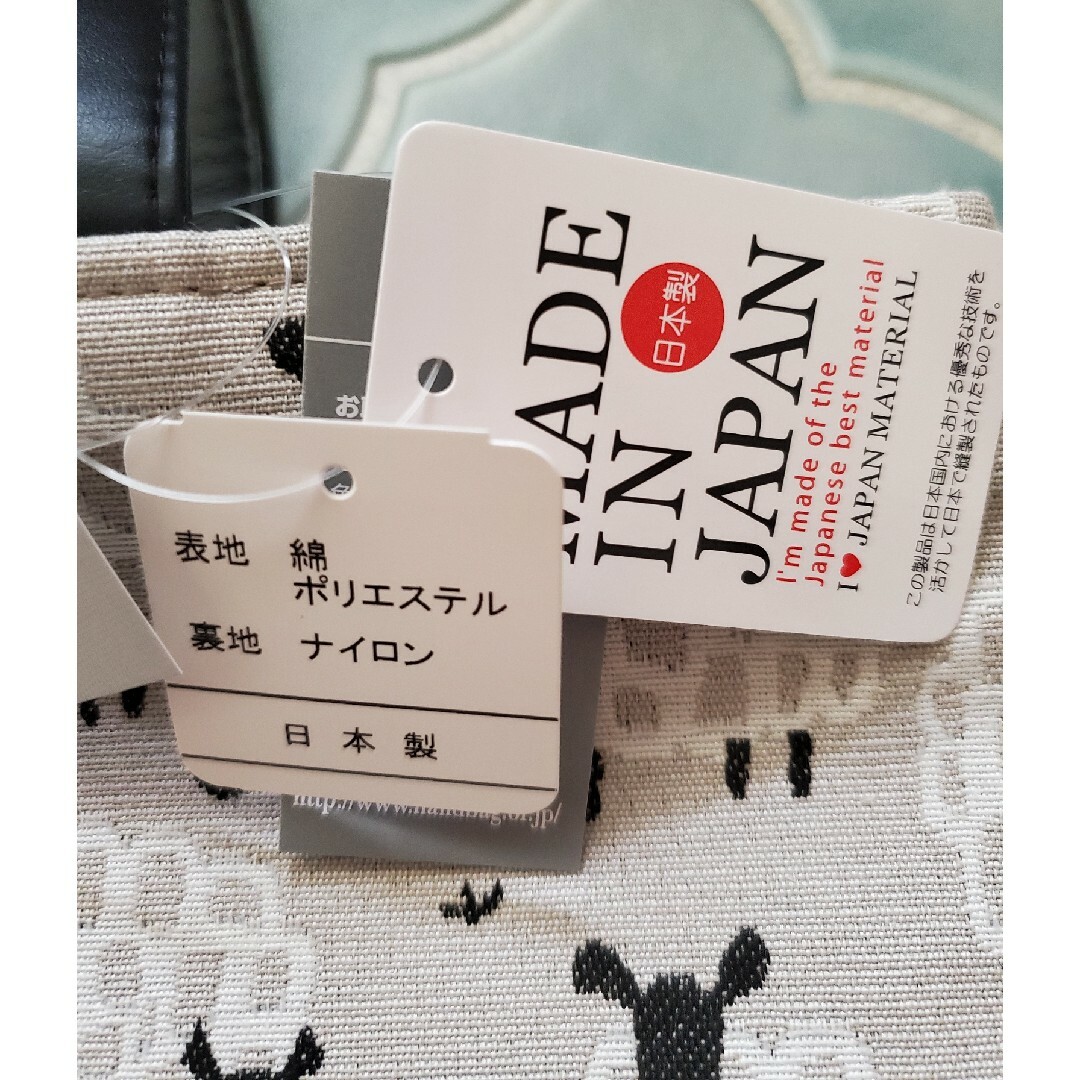 表地 綿
ポリエステル
裏地 ナイロン
日本製
MADE
IN
JAPAN
日本製
I'm made of the
Japanese best material
I JAPAN MATERIAL
この製品は日本国内における優秀な技術を
活かして日本で縫製されたものです。
お